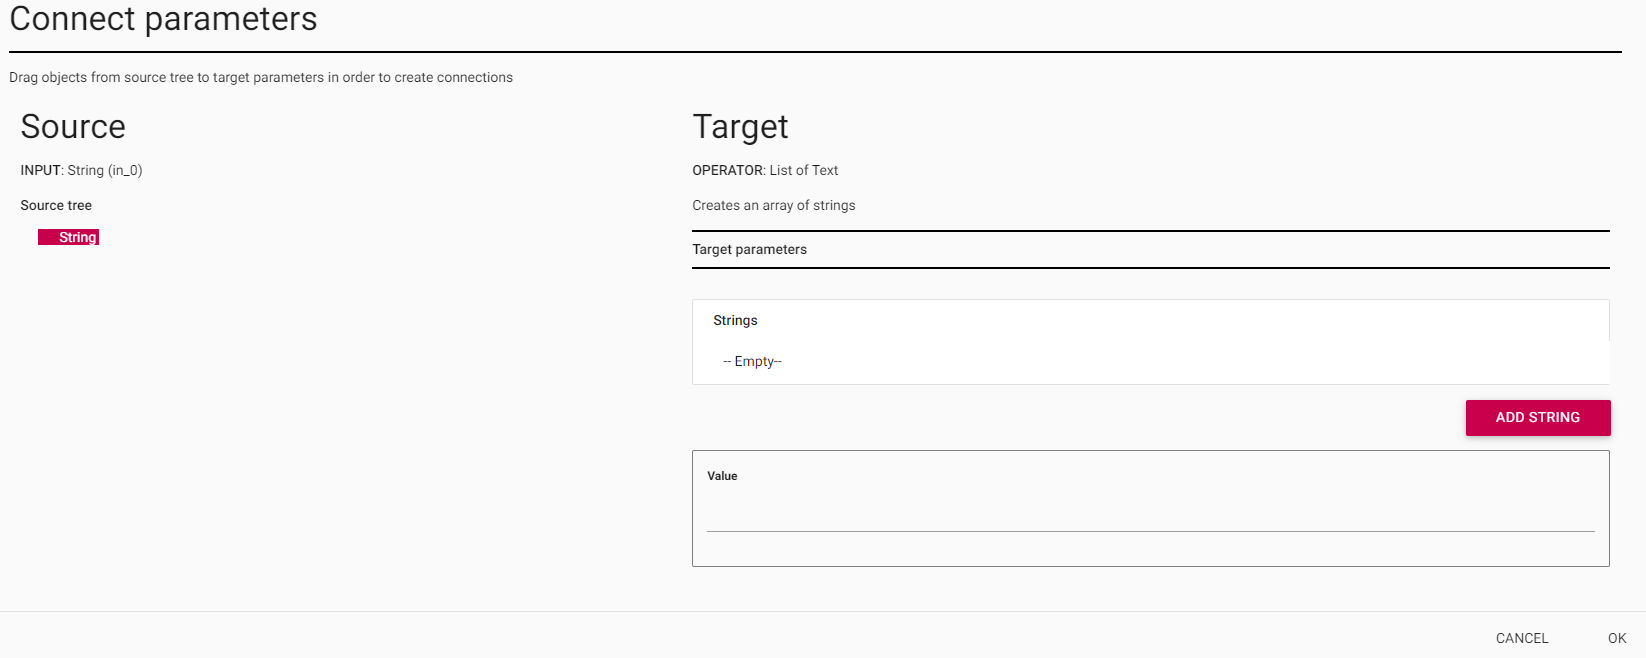 Connect parameters
Drag objects from source tree to target parameters in order to create connections
Source
INPUT: String (in_0)
Source tree
String
Target
OPERATOR: List of Text
Creates an array of strings
Target parameters
Strings
-- Empty--
ADD STRING
Value
CANCEL OK